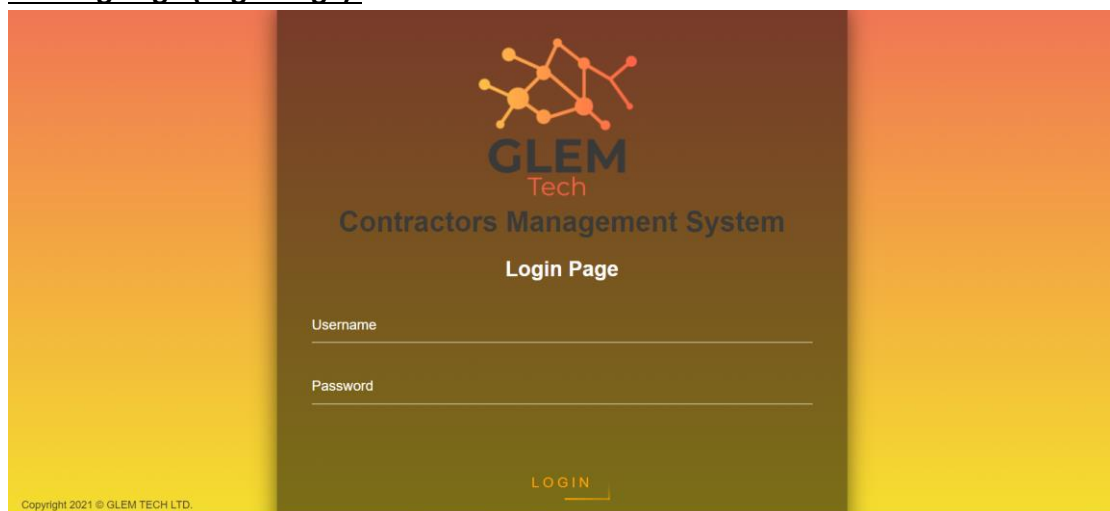 GLEM
Tech
Contractors Management System
Login Page
Username
Password
LOGIN
Copyright 2021 © GLEM TECH LTD.